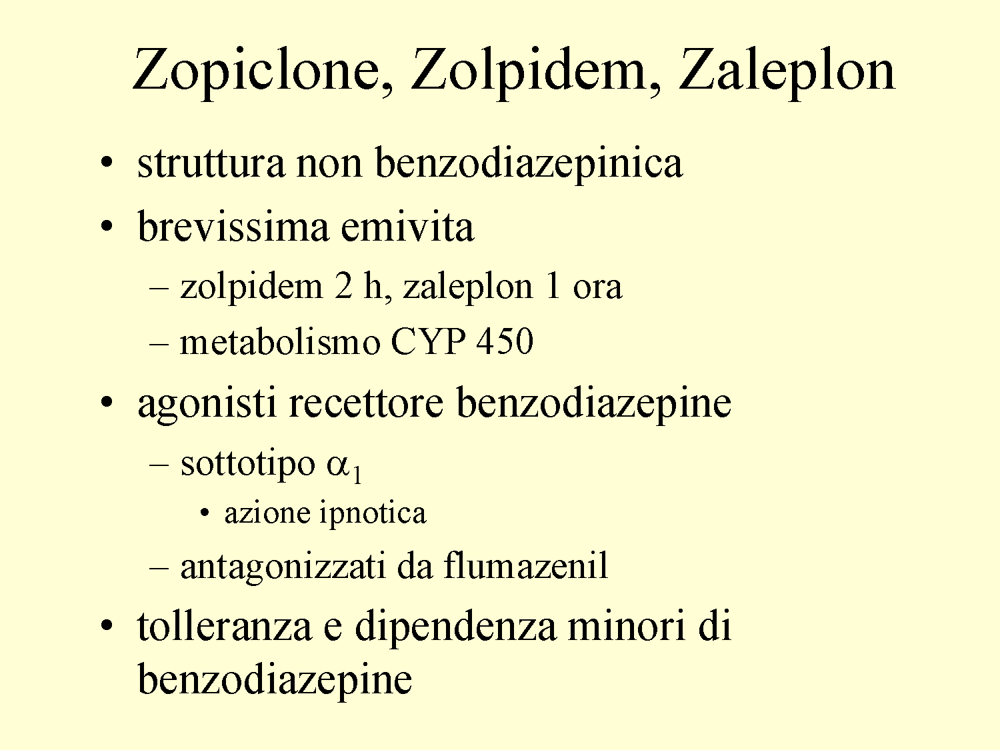 Zopiclone, Zolpidem, Zaleplon
• struttura non benzodiazepinica
• brevissima emivita
– zolpidem 2 h, zaleplon 1 ora
– metabolismo CYP 450
• agonisti recettore benzodiazepine
– sottotipo α₁
• azione ipnotica
– antagonizzati da flumazenil
• tolleranza e dipendenza minori di
benzodiazepine